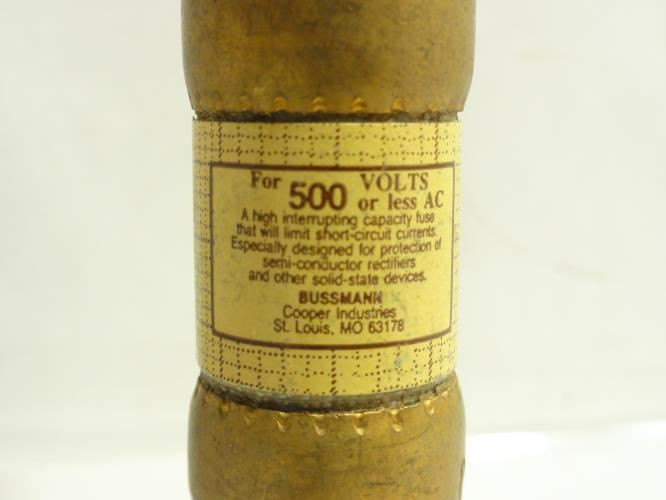 For 500 VOLTS
or less AC
A high interrupting capacity fuse
that will limit short-circuit currents.
Especially designed for protection of
semi-conductor rectifiers
and other solid-state devices.
BUSSMANN
Cooper Industries
St. Louis, MO 63178